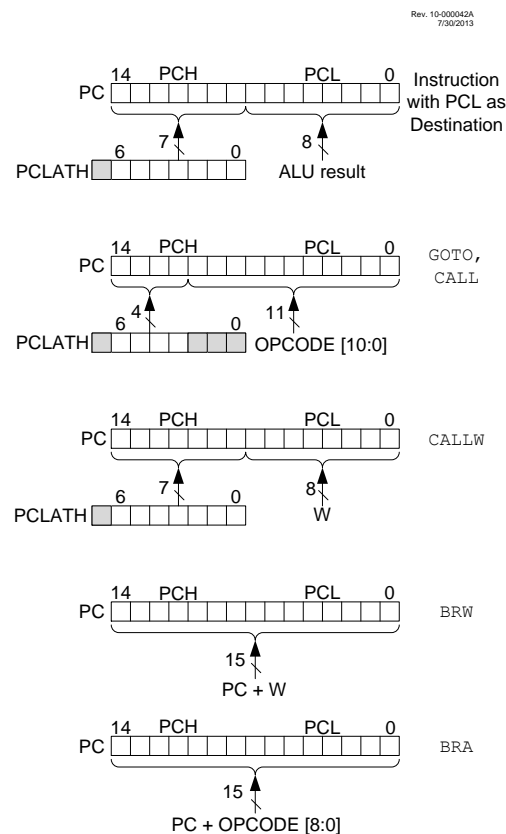 Rev. 10-000042A
7/30/2013
14 PCH PCL 0
PC
Instruction
with PCL as
Destination
6 7 0 8
PCLATH
ALU result
14 PCH PCL 0
PC
GOTO,
CALL
6 4 0 11
PCLATH
OPCODE [10:0]
14 PCH PCL 0
PC
CALLW
6 7 0 8
PCLATH
W
14 PCH PCL 0
PC
BRW
15
PC + W
14 PCH PCL 0
PC
BRA
15
PC + OPCODE [8:0]